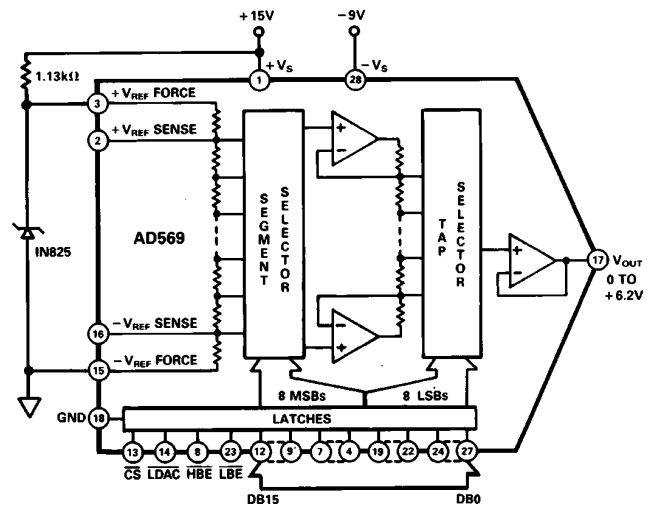 +15V
-9V
1.13kΩ
+VS
-VS
1
28
3
+VREF FORCE
2
+VREF SENSE
SEGMENT
SELECTOR
TAP
SELECTOR
+
-
-
+
+
-
AD569
IN825
17
VOUT
0 TO
+6.2V
16
-VREF SENSE
15
-VREF FORCE
8 MSBs
8 LSBs
GND
18
LATCHES
13
14
8
23
12
9
7
4
19
22
24
27
CS
LDAC
HBE
LBE
DB15
DB0